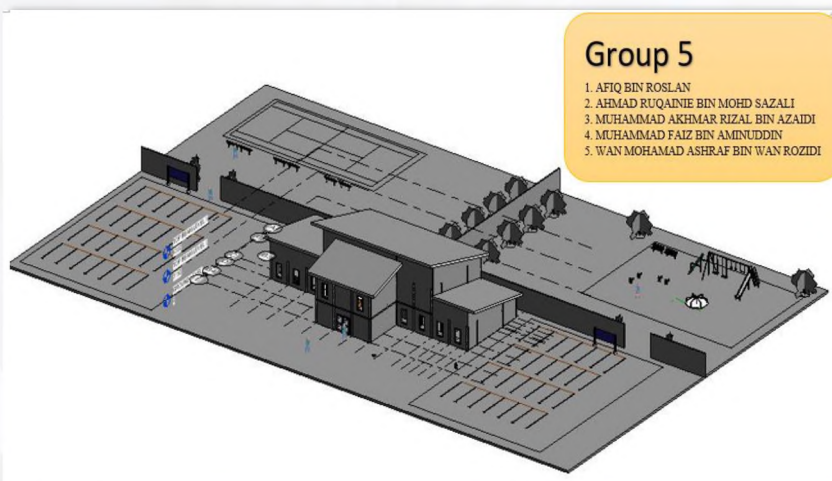 Group 5
1. AFIQ BIN ROSLAN
2. AHMAD RUQAINIE BIN MOHD SAZALI
3. MUHAMMAD AKHMAR RIZAL BIN AZAIDI
4. MUHAMMAD FAIZ BIN AMINUDDIN
5. WAN MOHAMAD ASHRAF BIN WAN ROZIDI